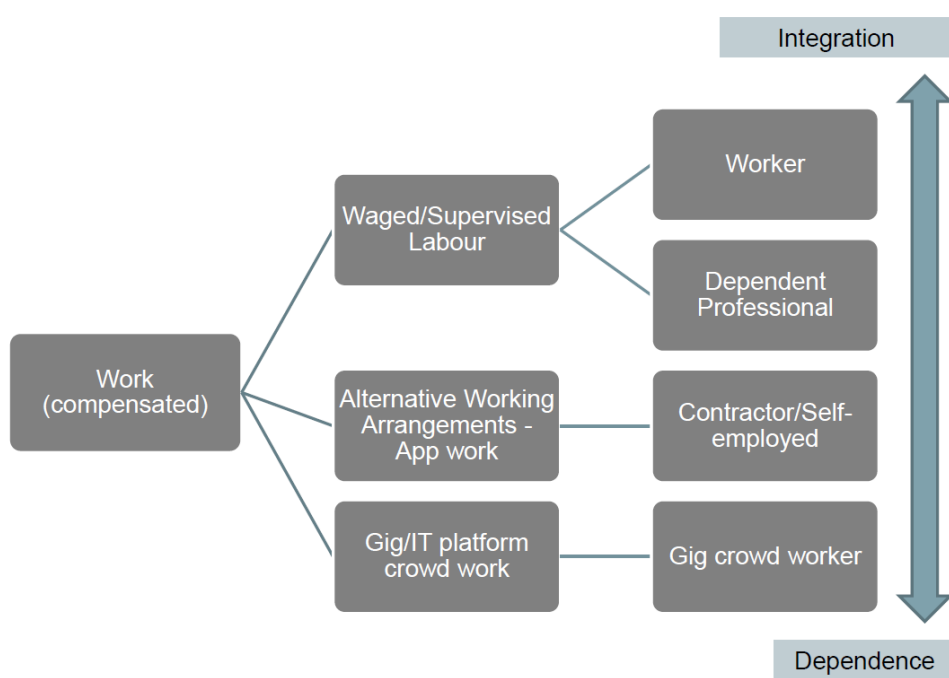 Integration
Worker
Waged/Supervised
Labour
Dependent
Professional
Work
(compensated)
Alternative Working
Arrangements -
App work
Contractor/Self-
employed
Gig/IT platform
crowd work
Gig crowd worker
Dependence